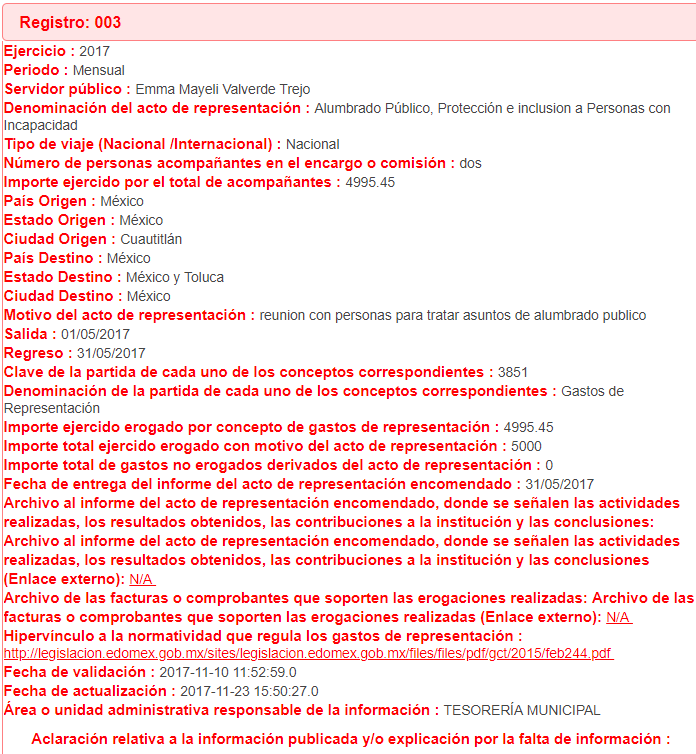 Registro: 003
Ejercicio : 2017
Periodo : Mensual
Servidor público : Emma Mayeli Valverde Trejo
Denominación del acto de representación : Alumbrado Público, Protección e inclusion a Personas con
Incapacidad
Tipo de viaje (Nacional /Internacional) : Nacional
Número de personas acompañantes en el encargo o comisión : dos
Importe ejercido por el total de acompañantes : 4995.45
País Origen : México
Estado Origen : México
Ciudad Origen : Cuautitlán
País Destino : México
Estado Destino : México y Toluca
Ciudad Destino : México
Motivo del acto de representación : reunion con personas para tratar asuntos de alumbrado publico
Salida : 01/05/2017
Regreso : 31/05/2017
Clave de la partida de cada uno de los conceptos correspondientes : 3851
Denominación de la partida de cada uno de los conceptos correspondientes : Gastos de
Representación
Importe ejercido erogado por concepto de gastos de representación : 4995.45
Importe total ejercido erogado con motivo del acto de representación : 5000
Importe total de gastos no erogados derivados del acto de representación : 0
Fecha de entrega del informe del acto de representación encomendado : 31/05/2017
Archivo al informe del acto de representación encomendado, donde se señalen las actividades
realizadas, los resultados obtenidos, las contribuciones a la institución y las conclusiones:
Archivo al informe del acto de representación encomendado, donde se señalen las actividades
realizadas, los resultados obtenidos, las contribuciones a la institución y las conclusiones
(Enlace externo): N/A
Archivo de las facturas o comprobantes que soporten las erogaciones realizadas: Archivo de las
facturas o comprobantes que soporten las erogaciones realizadas (Enlace externo): N/A
Hipervínculo a la normatividad que regula los gastos de representación :
http://legislacion.edomex.gob.mx/sites/legislacion.edomex.gob.mx/files/files/pdf/gct/2015/feb244.pdf
Fecha de validación : 2017-11-10 11:52:59.0
Fecha de actualización : 2017-11-23 15:50:27.0
Área o unidad administrativa responsable de la información : TESORERÍA MUNICIPAL
Aclaración relativa a la información publicada y/o explicación por la falta de información :